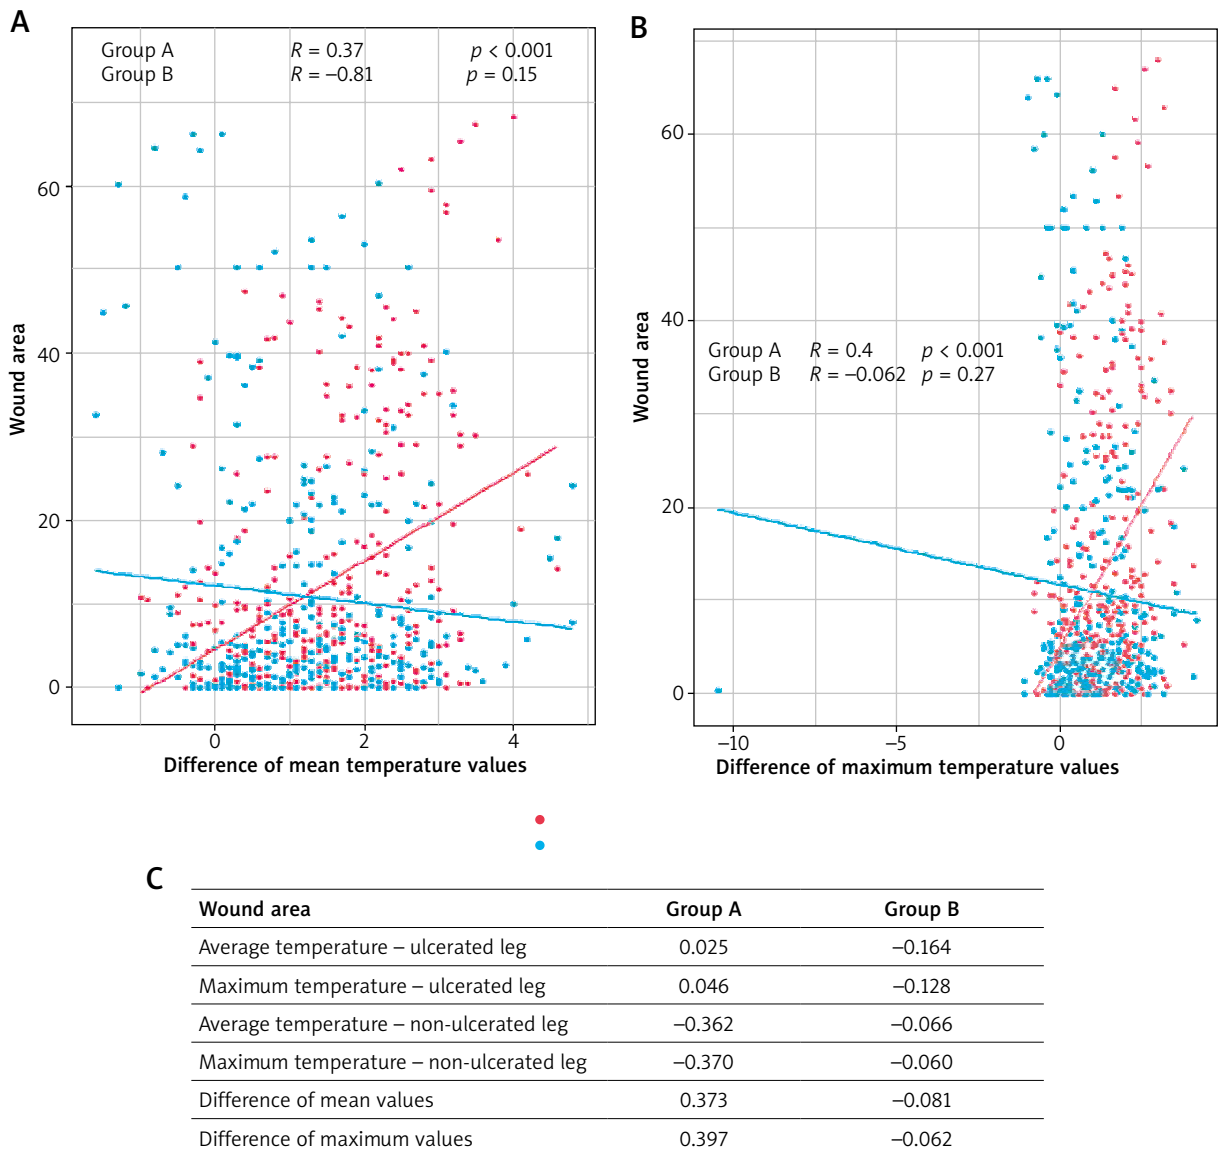 A
Group A R = 0.37 p < 0.001
Group B R = –0.81 p = 0.15
Wound area
60
40
20
0
0 2 4
Difference of mean temperature values
B
60
40
20
0
Wound area
Group A R = 0.4 p < 0.001
Group B R = –0.062 p = 0.27
–10 –5 0
Difference of maximum temperature values
C
Wound area Group A Group B
Average temperature – ulcerated leg 0.025 –0.164
Maximum temperature – ulcerated leg 0.046 –0.128
Average temperature – non-ulcerated leg –0.362 –0.066
Maximum temperature – non-ulcerated leg –0.370 –0.060
Difference of mean values 0.373 –0.081
Difference of maximum values 0.397 –0.062